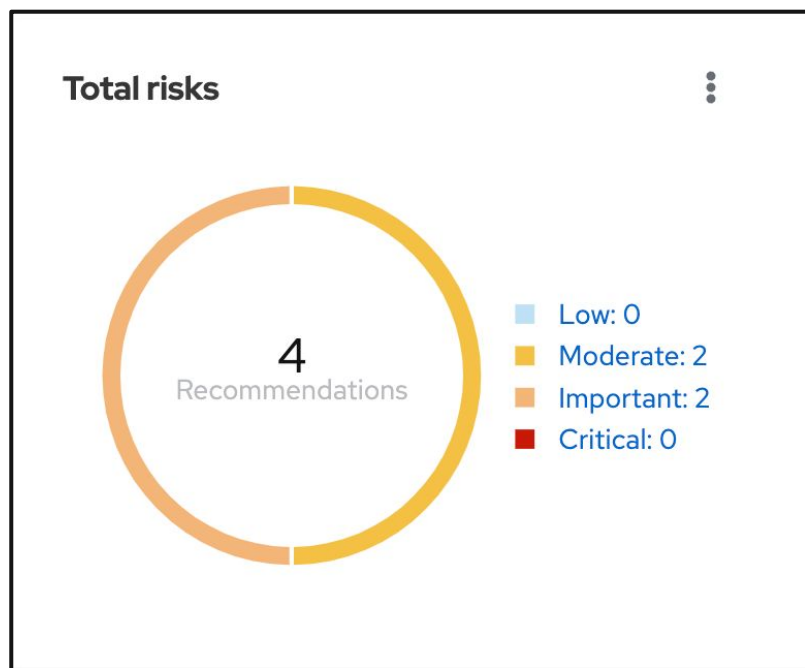 Total risks
4
Recommendations
Low: 0
Moderate: 2
Important: 2
Critical: 0